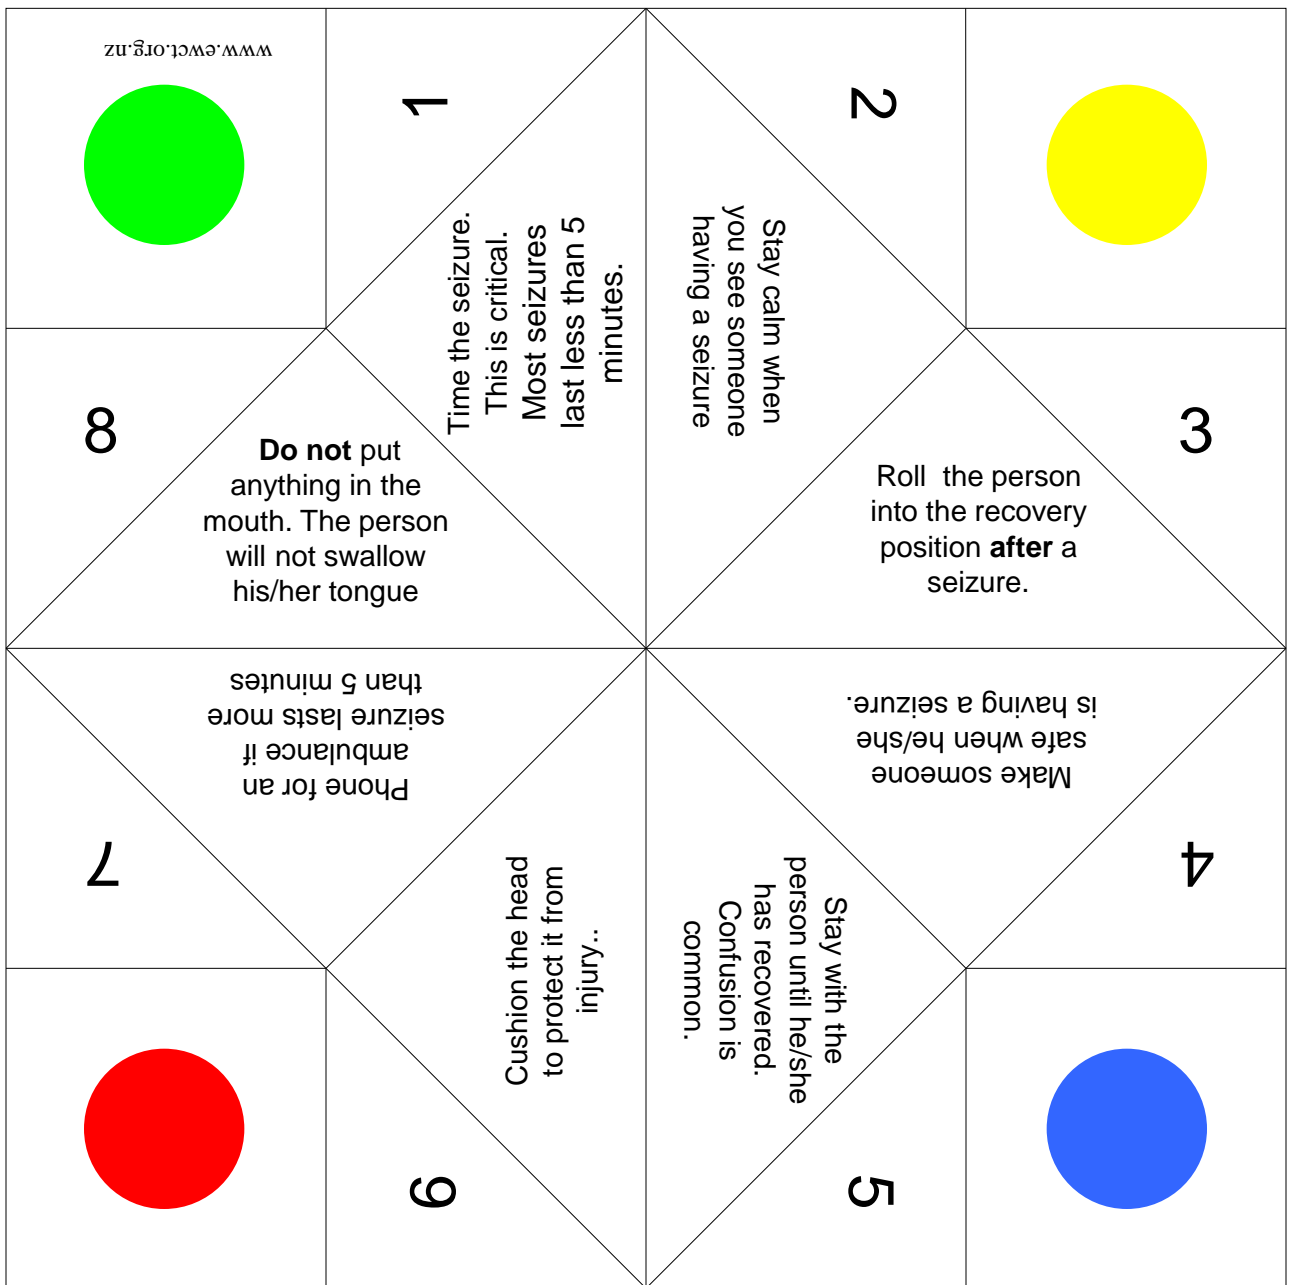 www.ewct.org.nz
1
2
Time the seizure.
This is critical.
Most seizures
last less than 5
minutes.
Stay calm when
you see someone
having a seizure
8
Do not put
anything in the
mouth. The person
will not swallow
his/her tongue
3
Roll the person
into the recovery
position after a
seizure.
7
Phone for an
ambulance if
seizure lasts more
than 5 minutes
4
Make someone
safe when he/she
is having a seizure.
6
Cushion the head
to protect it from
injury..
5
Stay with the
person until he/she
has recovered.
Confusion is
common.